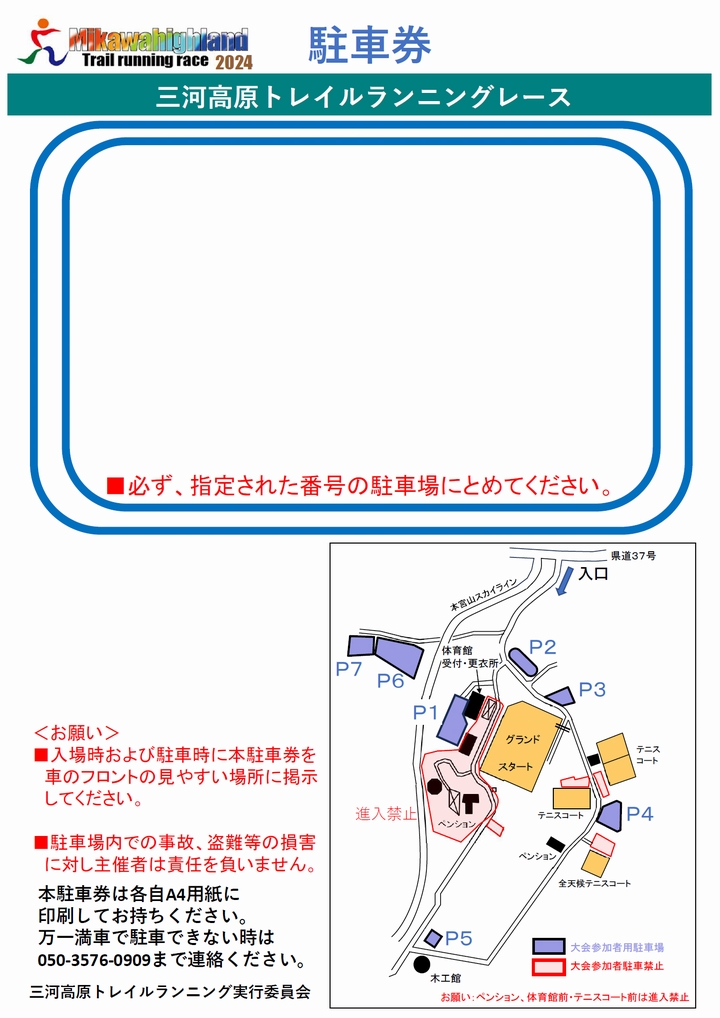 Mikawahighland
Trail running race 2024
駐車券
三河高原トレイルランニングレース
■必ず、指定された番号の駐車場にとめてください。
県道37号
入口
本宮山スカイライン
P7
P6
体育館
受付・更衣所
P2
P3
P1
グランド
スタート
テニス
コート
進入禁止
ペンション
テニスコート
P4
ペンション
全天候テニスコート
P5
木工館
大会参加者用駐車場
大会参加者駐車禁止
お願い:ペンション、体育館前・テニスコート前は進入禁止
＜お願い＞
■入場時および駐車時に本駐車券を
車のフロントの見やすい場所に掲示
してください。
■駐車場内での事故、盗難等の損害
に対し主催者は責任を負いません。
本駐車券は各自A4用紙に
印刷してお持ちください。
万一満車で駐車できない時は
050-3576-0909まで連絡ください。
三河高原トレイルランニング実行委員会